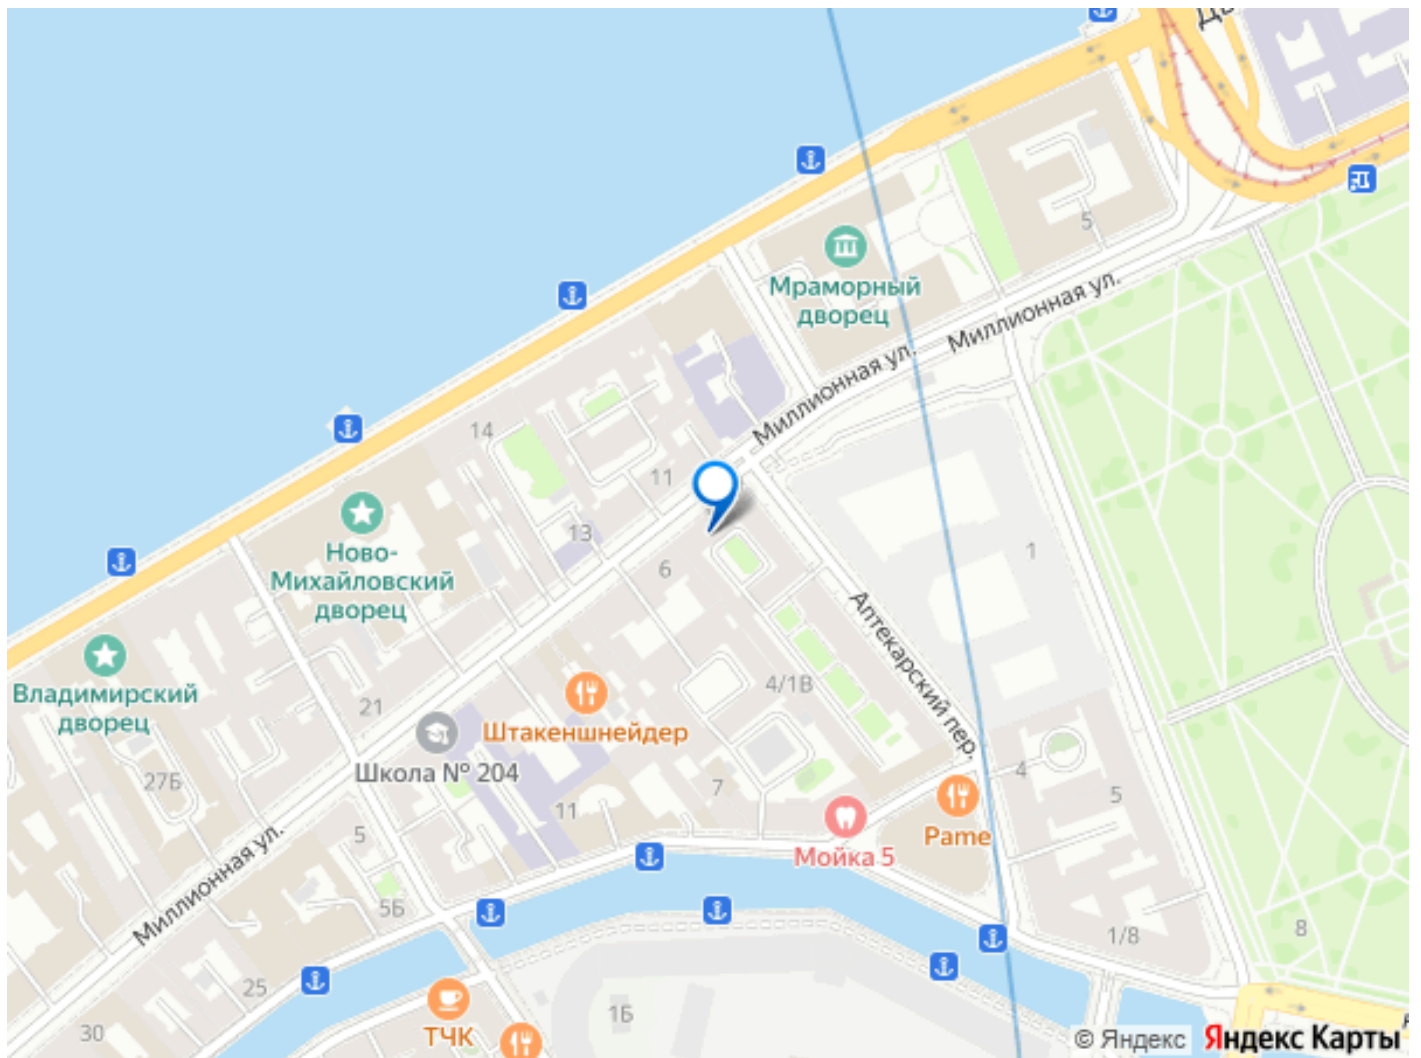 Мраморный
дворец
5
Миллионная ул.
Миллионная ул.
14
11
13
Ново-
Михайловский
дворец
6
1
Аптекарский пер.
Владимирский
дворец
21
4/1В
Штакеншнейдер
Школа № 204
27Б
7
4
5
11
5
Pame
Мойка 5
Миллионная ул.
5Б
1/8
8
25
1Б
30
ТЧК
© Яндекс
Яндекс Карты